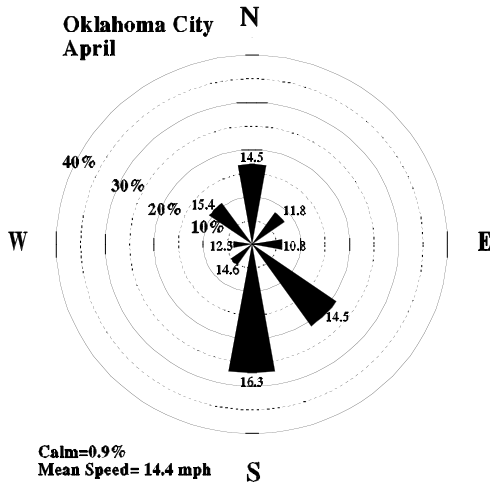 N
Oklahoma City
April
14.5
40%
30%
15.4
20%
11.8
10%
W
12.3
10.8
E
14.6
14.5
16.3
Calm=0.9%
Mean Speed= 14.4 mph
S